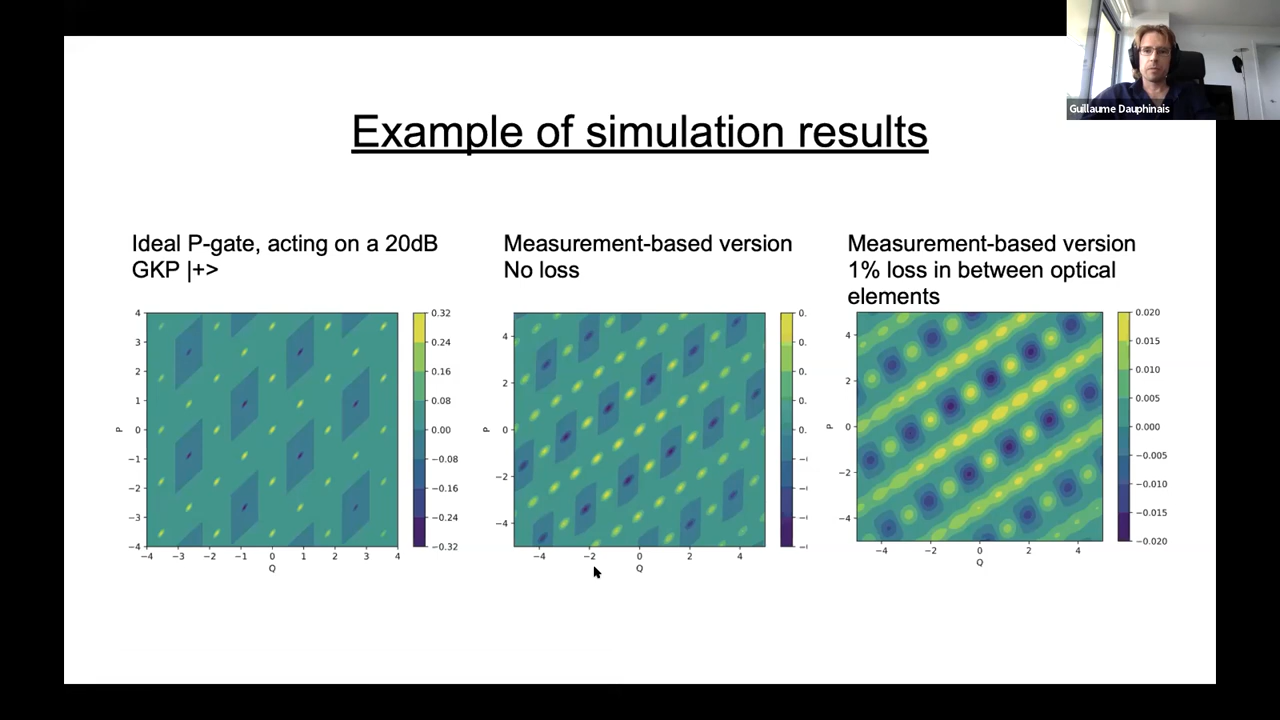 Guillaume Dauphinais
Example of simulation results
Ideal P-gate, acting on a 20dB
GKP |+>
Measurement-based version
No loss
Measurement-based version
1% loss in between optical
elements
4
3
2
1
0
−1
−2
−3
−4
P
−4 −3 −2 −1 0 1 2 3 4
Q
0.32
0.24
0.16
0.08
0.00
−0.08
−0.16
−0.24
−0.32
4
2
0
−2
−4
P
−4 −2 0 2 4
Q
0.
0.
0.
0.
0.
−
−
−
−
4
2
0
−2
−4
P
−4 −2 0 2 4
Q
0.020
0.015
0.010
0.005
0.000
−0.005
−0.010
−0.015
−0.020